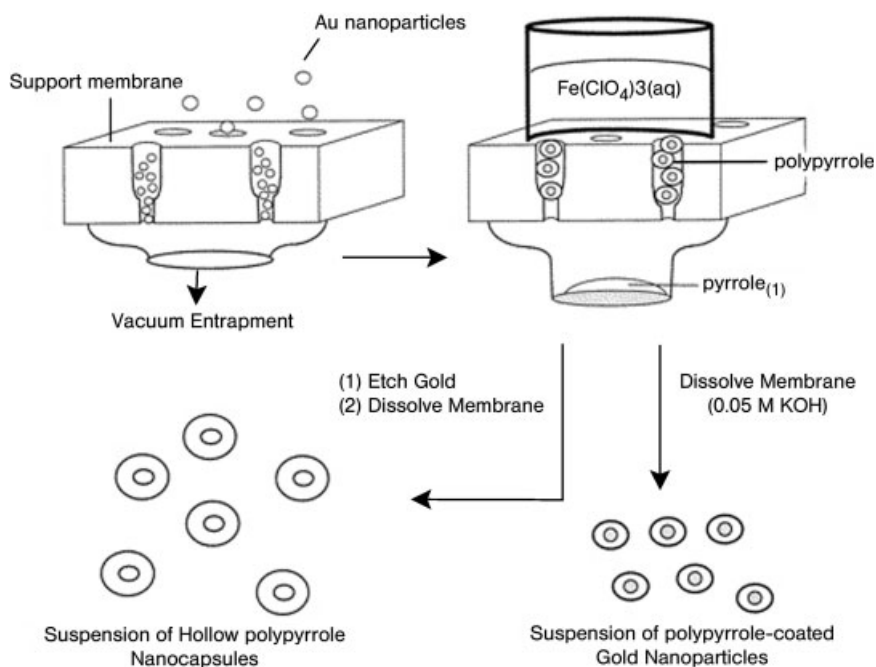 Au nanoparticles
Support membrane
Fe(ClO4)3(aq)
polypyrrole
pyrrole(1)
Vacuum Entrapment
(1) Etch Gold
(2) Dissolve Membrane
Dissolve Membrane
(0.05 M KOH)
Suspension of Hollow polypyrrole
Nanocapsules
Suspension of polypyrrole-coated
Gold Nanoparticles